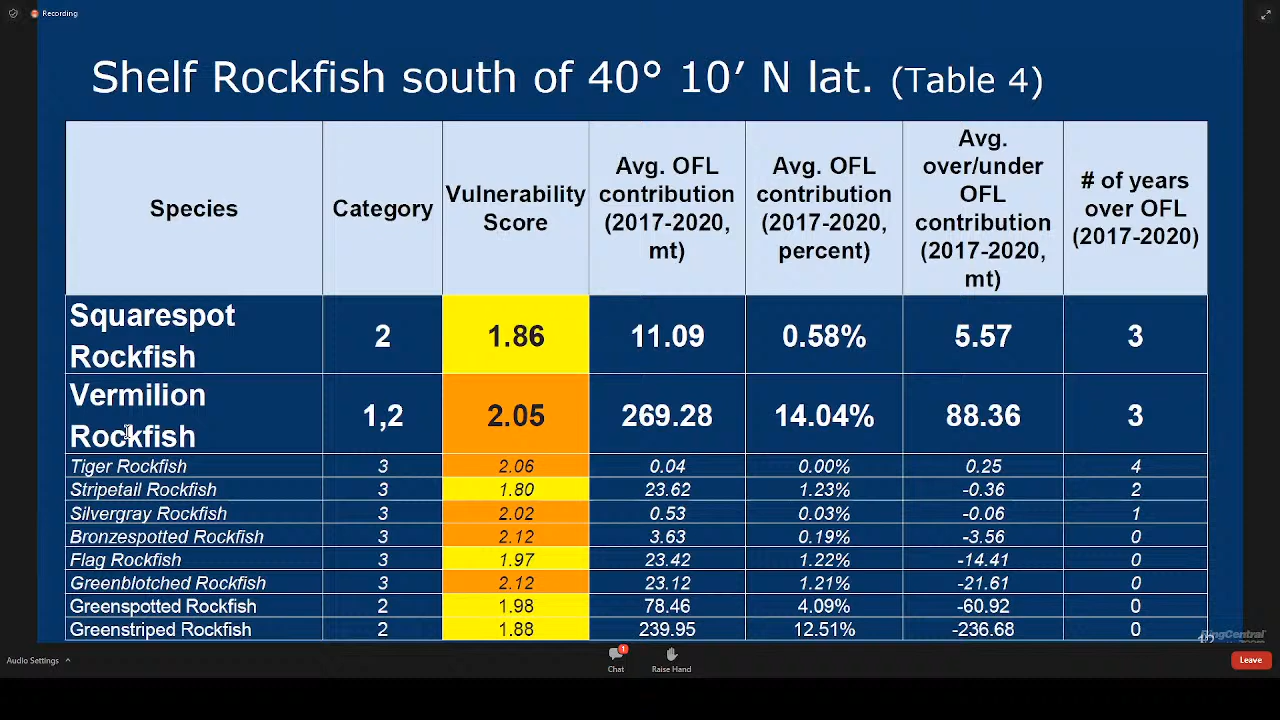 Recording
Shelf Rockfish south of 40° 10′ N lat. (Table 4)
Species Category Vulnerability Score Avg. OFL contribution (2017-2020, mt) Avg. OFL contribution (2017-2020, percent) Avg. over/under OFL contribution (2017-2020, mt) # of years over OFL (2017-2020)
Squarespot Rockfish 2 1.86 11.09 0.58% 5.57 3
Vermilion Rockfish 1,2 2.05 269.28 14.04% 88.36 3
Tiger Rockfish 3 2.06 0.04 0.00% 0.25 4
Stripetail Rockfish 3 1.80 23.62 1.23% -0.36 2
Silvergray Rockfish 3 2.02 0.53 0.03% -0.06 1
Bronzespotted Rockfish 3 2.12 3.63 0.19% -3.56 0
Flag Rockfish 3 1.97 23.42 1.22% -14.41 0
Greenblotched Rockfish 3 2.12 23.12 1.21% -21.61 0
Greenspotted Rockfish 2 1.98 78.46 4.09% -60.92 0
Greenstriped Rockfish 2 1.88 239.95 12.51% -236.68 0
RingCentral
Audio Settings
1
Chat
Raise Hand
Leave